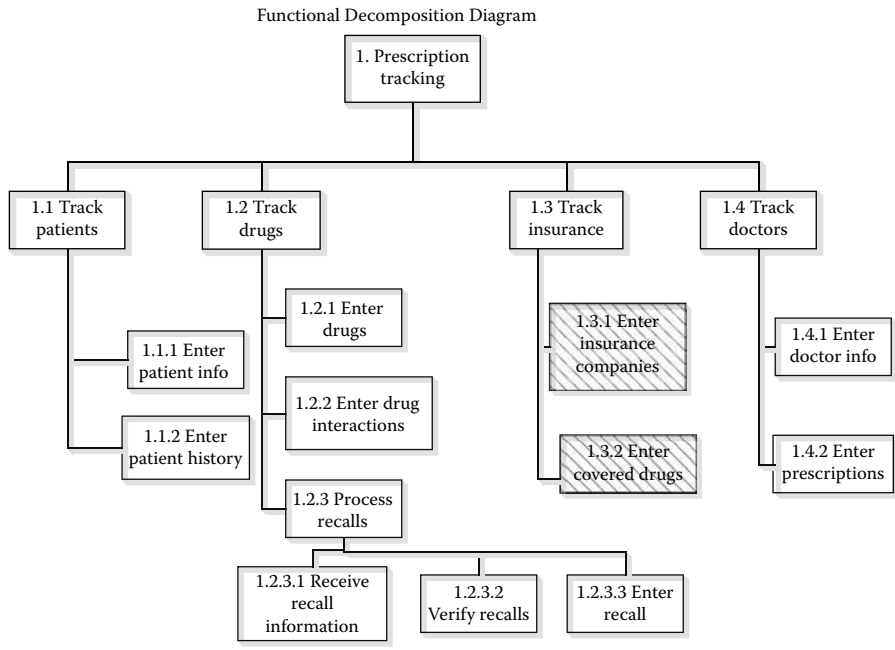 Functional Decomposition Diagram
1. Prescription
tracking
1.1 Track
patients
1.2 Track
drugs
1.3 Track
insurance
1.4 Track
doctors
1.1.1 Enter
patient info
1.1.2 Enter
patient history
1.2.1 Enter
drugs
1.2.2 Enter drug
interactions
1.2.3 Process
recalls
1.2.3.1 Receive
recall
information
1.2.3.2
Verify recalls
1.2.3.3 Enter
recall
1.3.1 Enter
insurance
companies
1.3.2 Enter
covered drugs
1.4.1 Enter
doctor info
1.4.2 Enter
prescriptions